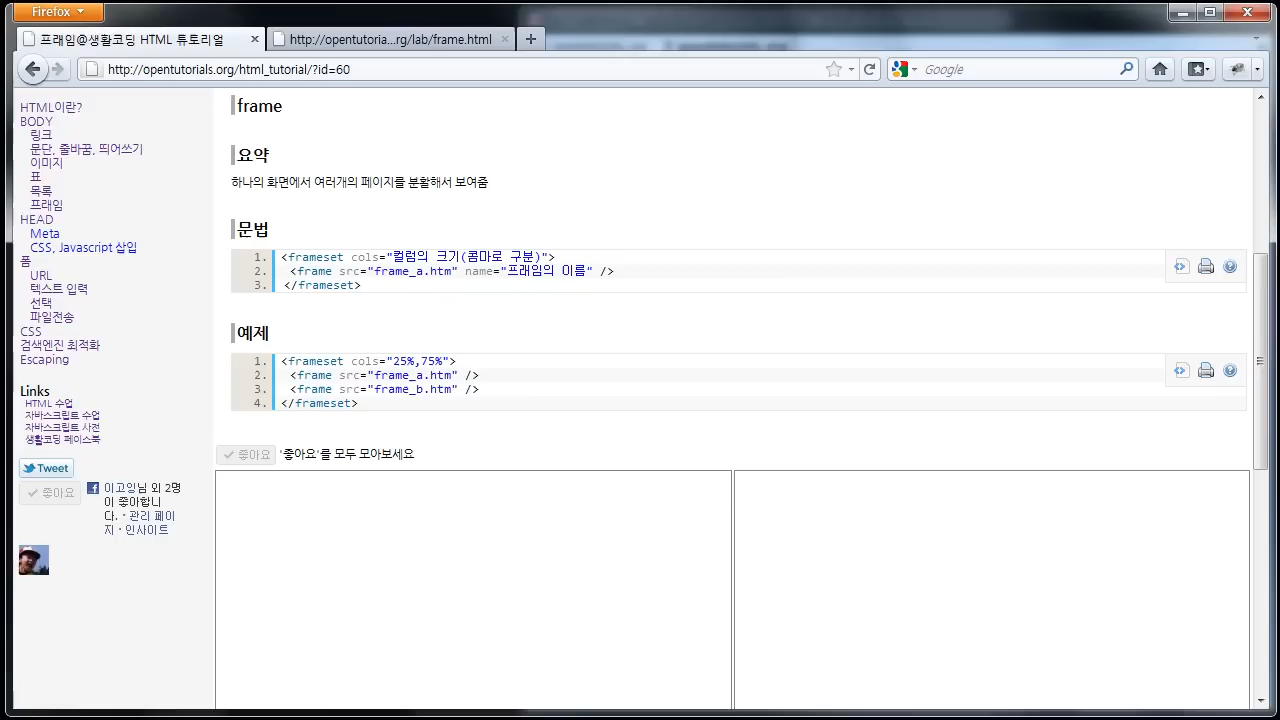 Firefox
프래임@생활코딩 HTML 튜토리얼
http://opentutoria...rg/lab/frame.html
http://opentutorials.org/html_tutorial/?id=60
Google
HTML이란?
BODY
링크
문단, 줄바꿈, 띄어쓰기
이미지
표
목록
프래임
HEAD
Meta
CSS, Javascript 삽입
폼
URL
텍스트 입력
선택
파일전송
CSS
검색엔진 최적화
Escaping
Links
HTML 수업
자바스크립트 수업
자바스크립트 사전
생활코딩 페이스북
Tweet
좋아요
이고잉님 외 2명
이 좋아합니
다. · 관리 페이
지 · 인사이트
frame
요약
하나의 화면에서 여러개의 페이지를 분할해서 보여줌
문법
1. <frameset cols="컬럼의 크기(콤마로 구분)">
2. <frame src="frame_a.htm" name="프래임의 이름" />
3. </frameset>
예제
1. <frameset cols="25%,75%">
2. <frame src="frame_a.htm" />
3. <frame src="frame_b.htm" />
4. </frameset>
좋아요 '좋아요'를 모두 모아보세요